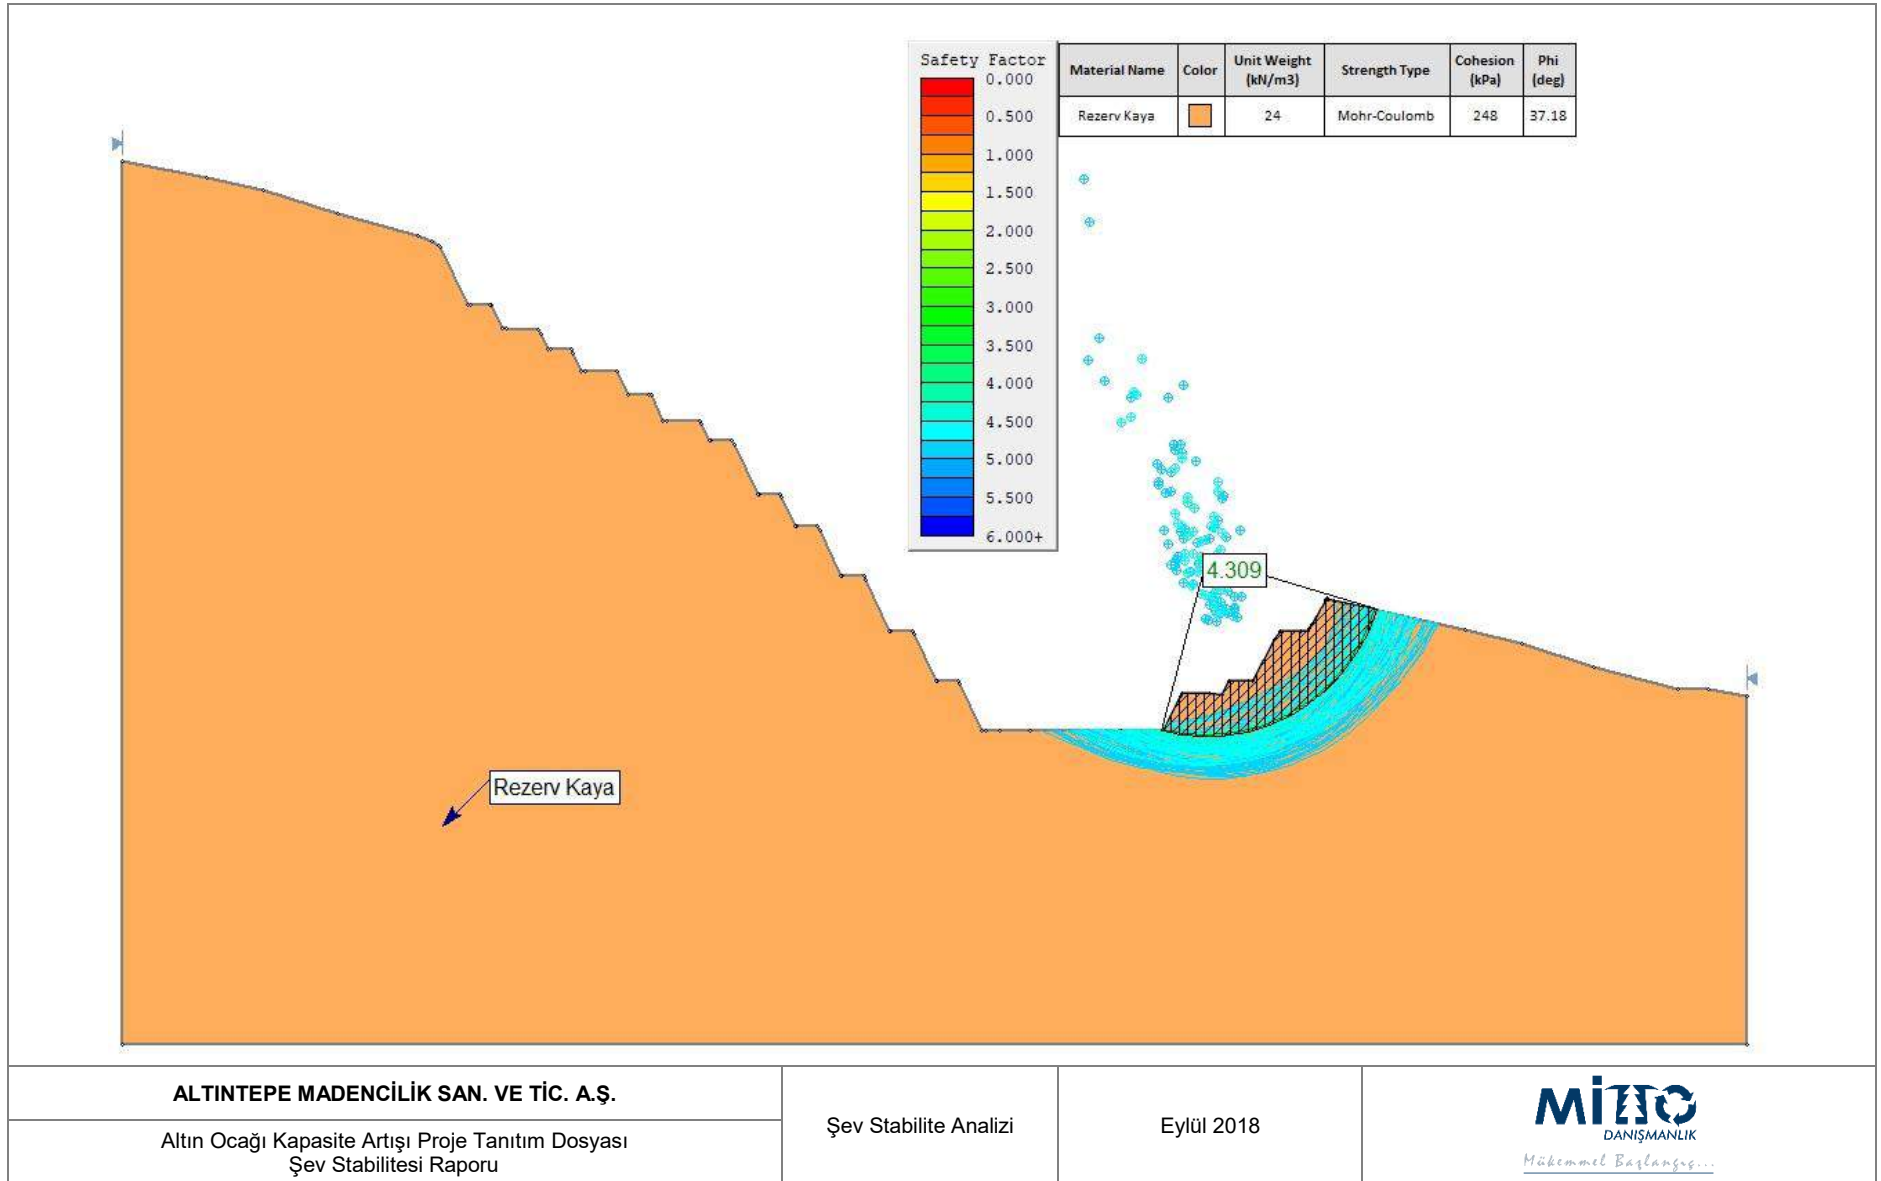 Safety Factor
0.000
0.500
1.000
1.500
2.000
2.500
3.000
3.500
4.000
4.500
5.000
5.500
6.000+
Material Name Color Unit Weight (kN/m3) Strength Type Cohesion (kPa) Phi (deg)
Rezerv Kaya 24 Mohr-Coulomb 248 37.18
4.309
Rezerv Kaya
ALTINTEPE MADENCİLİK SAN. VE TİC. A.Ş.
Altın Ocağı Kapasite Artışı Proje Tanıtım Dosyası
Şev Stabilitesi Raporu
Şev Stabilite Analizi
Eylül 2018
MİTTO
DANIŞMANLIK
Mükemmel Başlangıç...